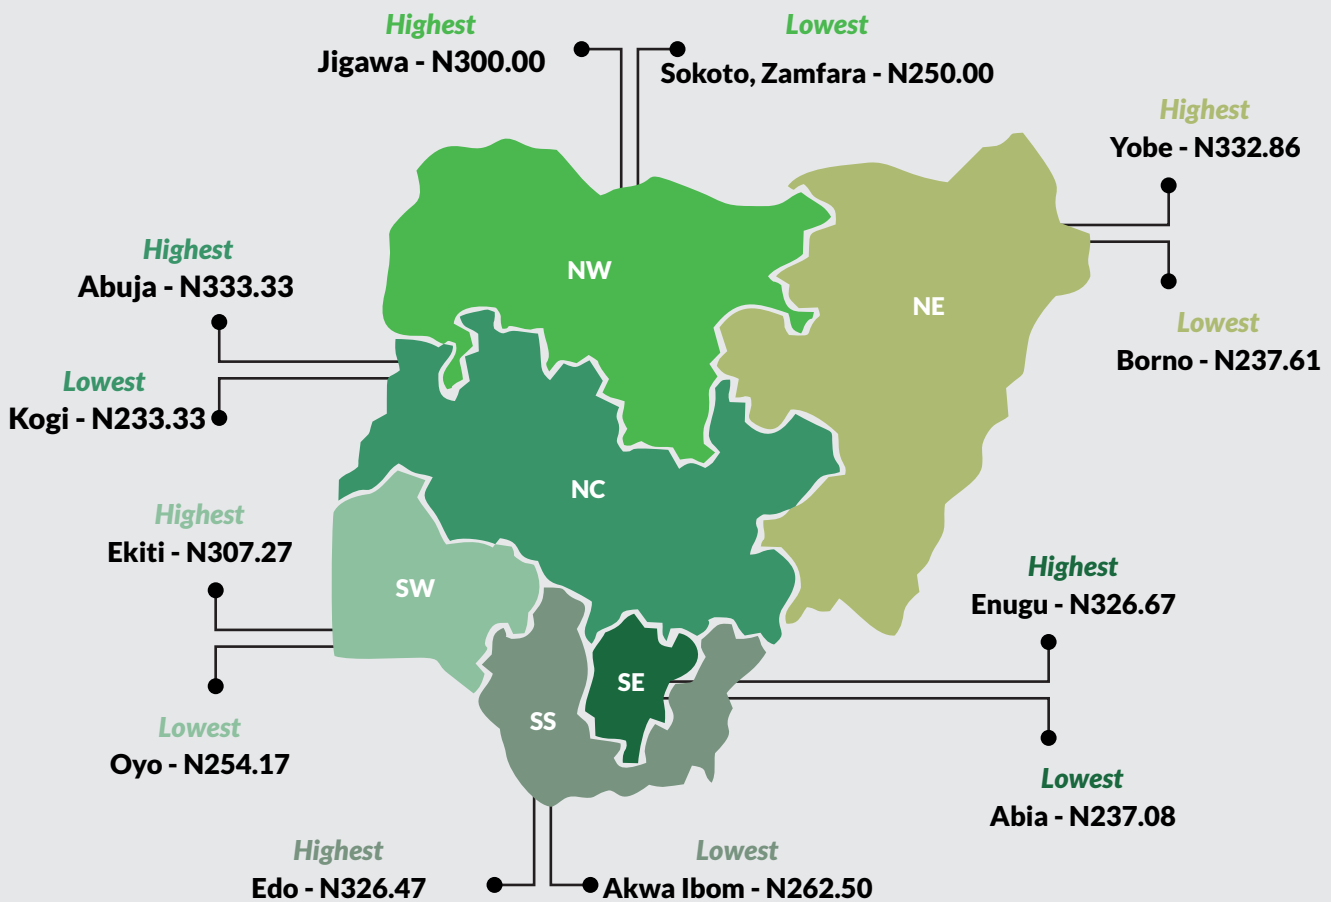 Highest
Jigawa - N300.00
Lowest
Sokoto, Zamfara - N250.00
Highest
Yobe - N332.86
Lowest
Borno - N237.61
Highest
Abuja - N333.33
Lowest
Kogi - N233.33
NW
NE
NC
Highest
Ekiti - N307.27
Lowest
Oyo - N254.17
SW
SE
SS
Highest
Enugu - N326.67
Lowest
Abia - N237.08
Highest
Edo - N326.47
Lowest
Akwa Ibom - N262.50